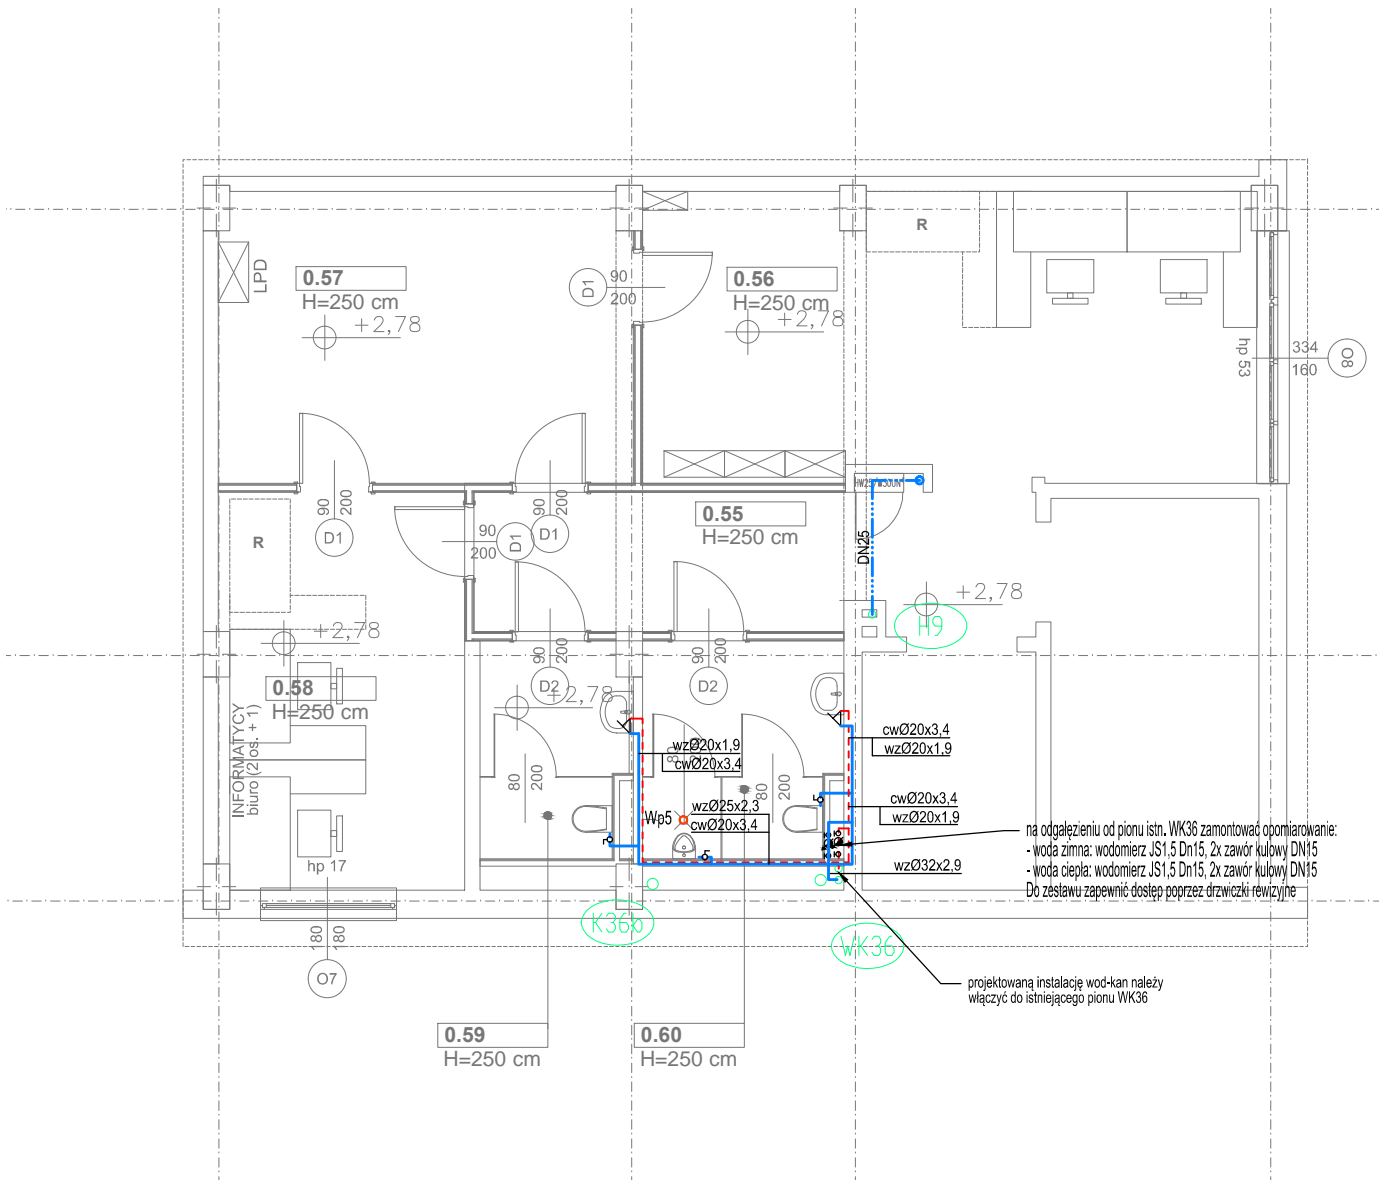 R
0.57
H=250 cm
+2,78
LPD
D1
90
200
0.56
H=250 cm
+2,78
hp 53
334
160
O8
HW25/W300N
90
200
D1
90
200
D1
90
200
D1
0.55
H=250 cm
DN25
+2,78
H9
R
+2,78
0.58
H=250 cm
INFORMATYCY
biuro (2 os. + 1)
90
200
D2
+2,78
90
200
D2
wzØ20x1,9
cwØ20x3,4
cwØ20x3,4
wzØ20x1,9
80
200
80
80
200
wzØ25x2,3
cwØ20x3,4
Wp5
cwØ20x3,4
wzØ20x1,9
wzØ32x2,9
na odgałęzieniu od pionu istn. WK36 zamontować opomiarowanie:
- woda zimna: wodomierz JS1,5 Dn15, 2x zawór kulowy DN15
- woda ciepła: wodomierz JS1,5 Dn15, 2x zawór kulowy DN15
Do zestawu zapewnić dostęp poprzez drzwiczki rewizyjne
hp 17
180
180
O7
K36b
WK36
projektowaną instalację wod-kan należy
włączyć do istniejącego pionu WK36
0.59
H=250 cm
0.60
H=250 cm